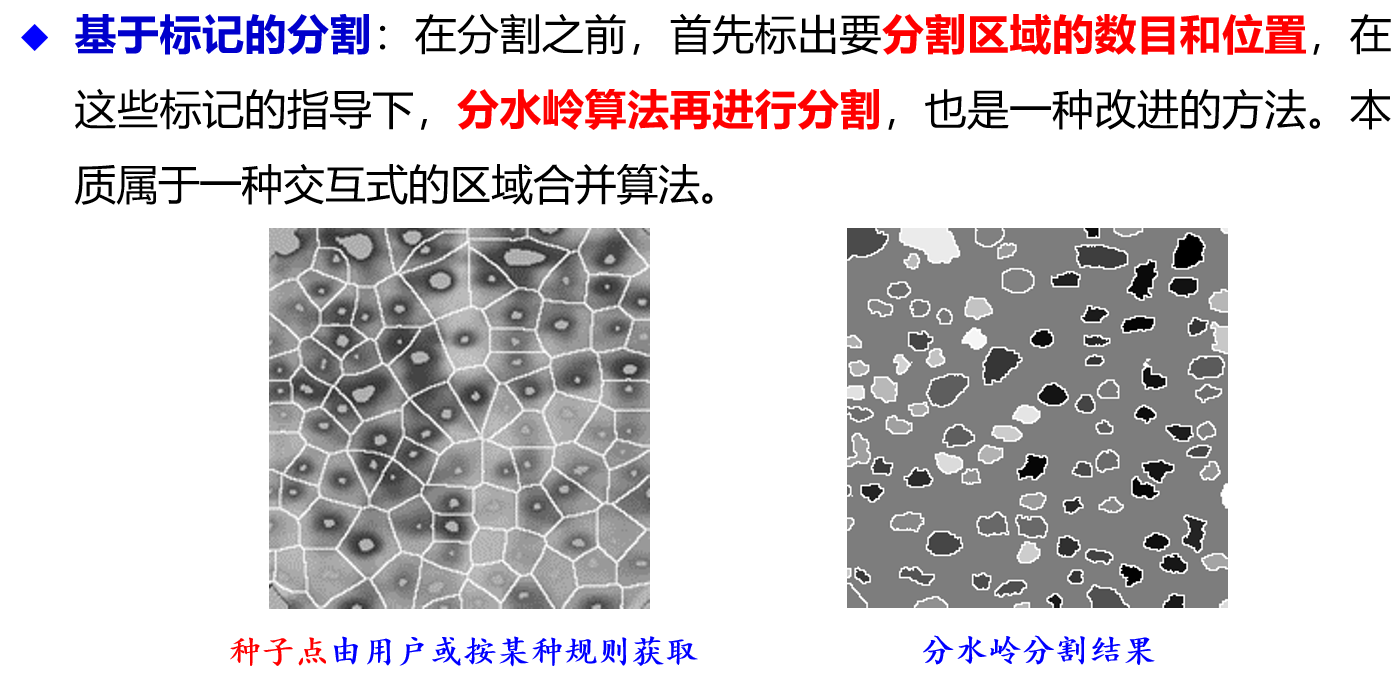 基于标记的分割：在分割之前，首先标出要分割区域的数目和位置，在
这些标记的指导下，分水岭算法再进行分割，也是一种改进的方法。本
质属于一种交互式的区域合并算法。
种子点由用户或按某种规则获取
分水岭分割结果